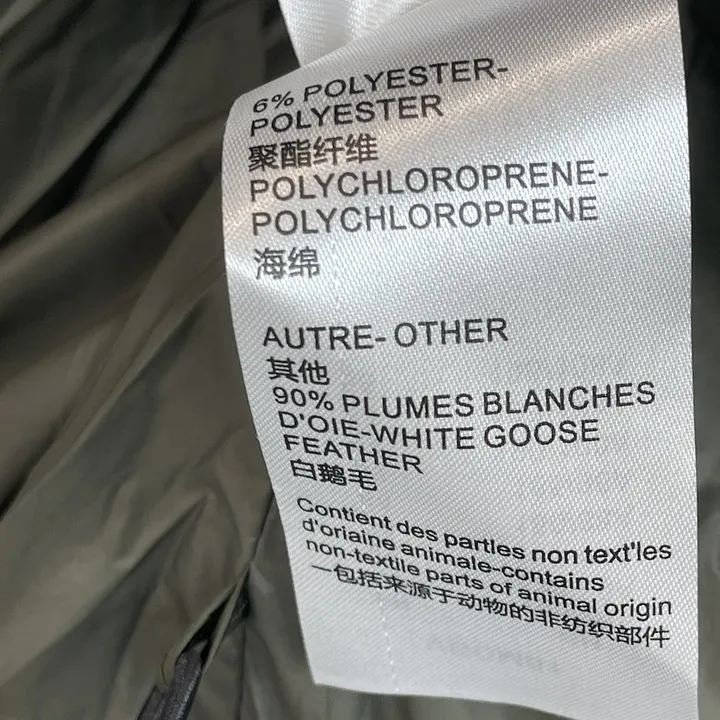 6% POLYESTER-
POLYESTER
聚酯纤维
POLYCHLOROPRENE-
POLYCHLOROPRENE
海绵
AUTRE- OTHER
其他
90% PLUMES BLANCHES
D'OIE-WHITE GOOSE
FEATHER
白鹅毛
Contient des partles non text'les
d'oriaine animale-contains
non-textile parts of animal origin
一包括来源于动物的非纺织部件